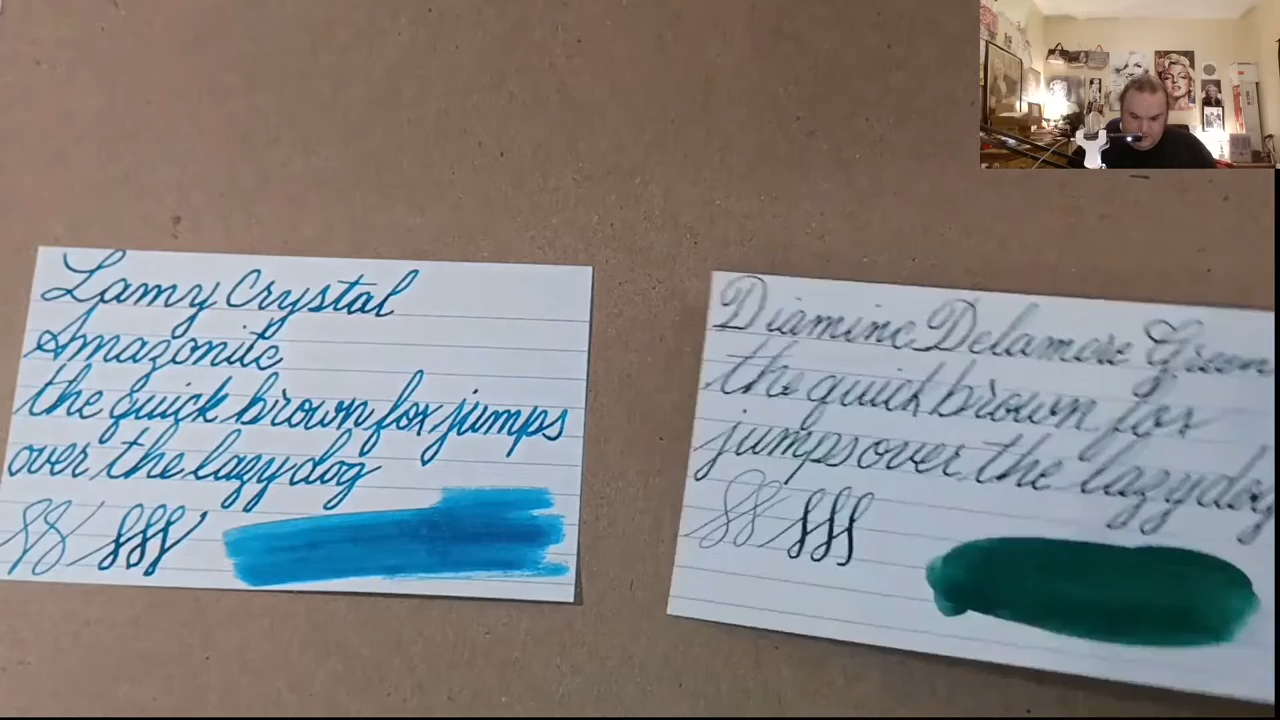 Lamy Crystal
Amazonite
the quick brown fox jumps
over the lazy dog
Diamine Delamere Green
the quick brown fox
jumps over the lazy dog